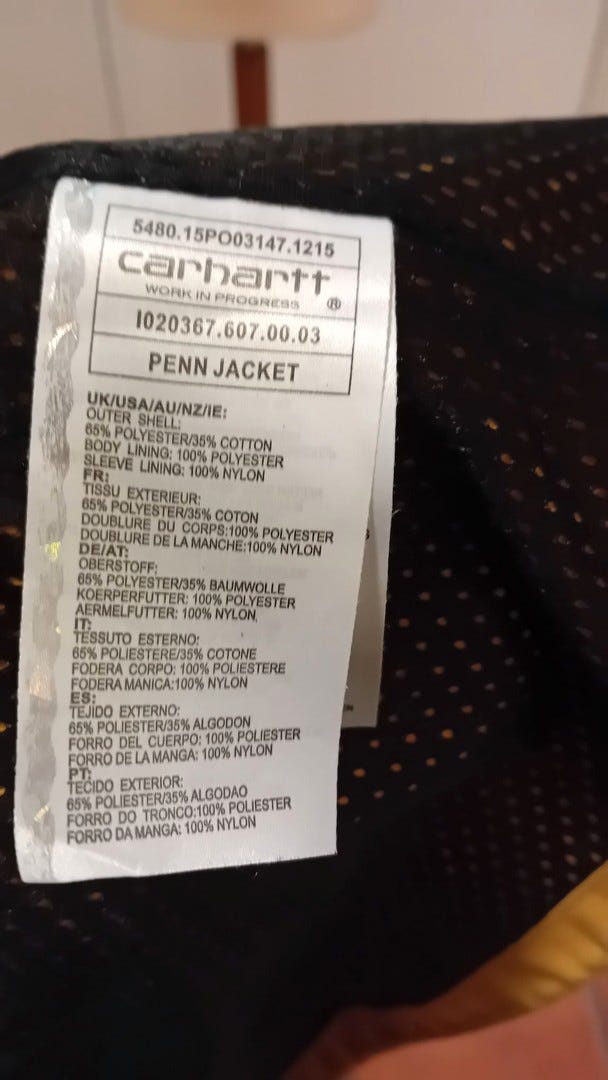 5480.15PO03147.1215
carhartt
WORK IN PROGRESS ®
I020367.607.00.03
PENN JACKET
UK/USA/AU/NZ/IE:
OUTER SHELL:
65% POLYESTER/35% COTTON
BODY LINING: 100% POLYESTER
SLEEVE LINING: 100% NYLON
FR:
TISSU EXTERIEUR:
65% POLYESTER/35% COTON
DOUBLURE DU CORPS:100% POLYESTER
DOUBLURE DE LA MANCHE:100% NYLON
DE/AT:
OBERSTOFF:
65% POLYESTER/35% BAUMWOLLE
KOERPERFUTTER: 100% POLYESTER
AERMELFUTTER: 100% NYLON
IT:
TESSUTO ESTERNO:
65% POLIESTERE/35% COTONE
FODERA CORPO: 100% POLIESTERE
FODERA MANICA:100% NYLON
ES:
TEJIDO EXTERNO:
65% POLIESTER/35% ALGODON
FORRO DEL CUERPO: 100% POLIESTER
FORRO DE LA MANGA: 100% NYLON
PT:
TECIDO EXTERIOR:
65% POLIESTER/35% ALGODAO
FORRO DO TRONCO:100% POLIESTER
FORRO DA MANGA: 100% NYLON